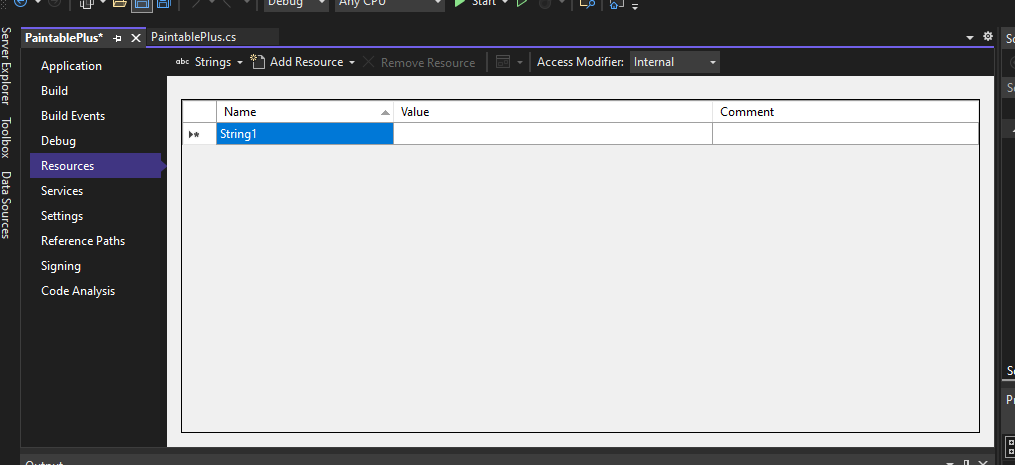 Debug
Any CPU
Start
Server Explorer
Toolbox
Data Sources
PaintablePlus*
PaintablePlus.cs
Application
Build
Build Events
Debug
Resources
Services
Settings
Reference Paths
Signing
Code Analysis
abc Strings
Add Resource
Remove Resource
Access Modifier:
Internal
Name
Value
Comment
String1
Output